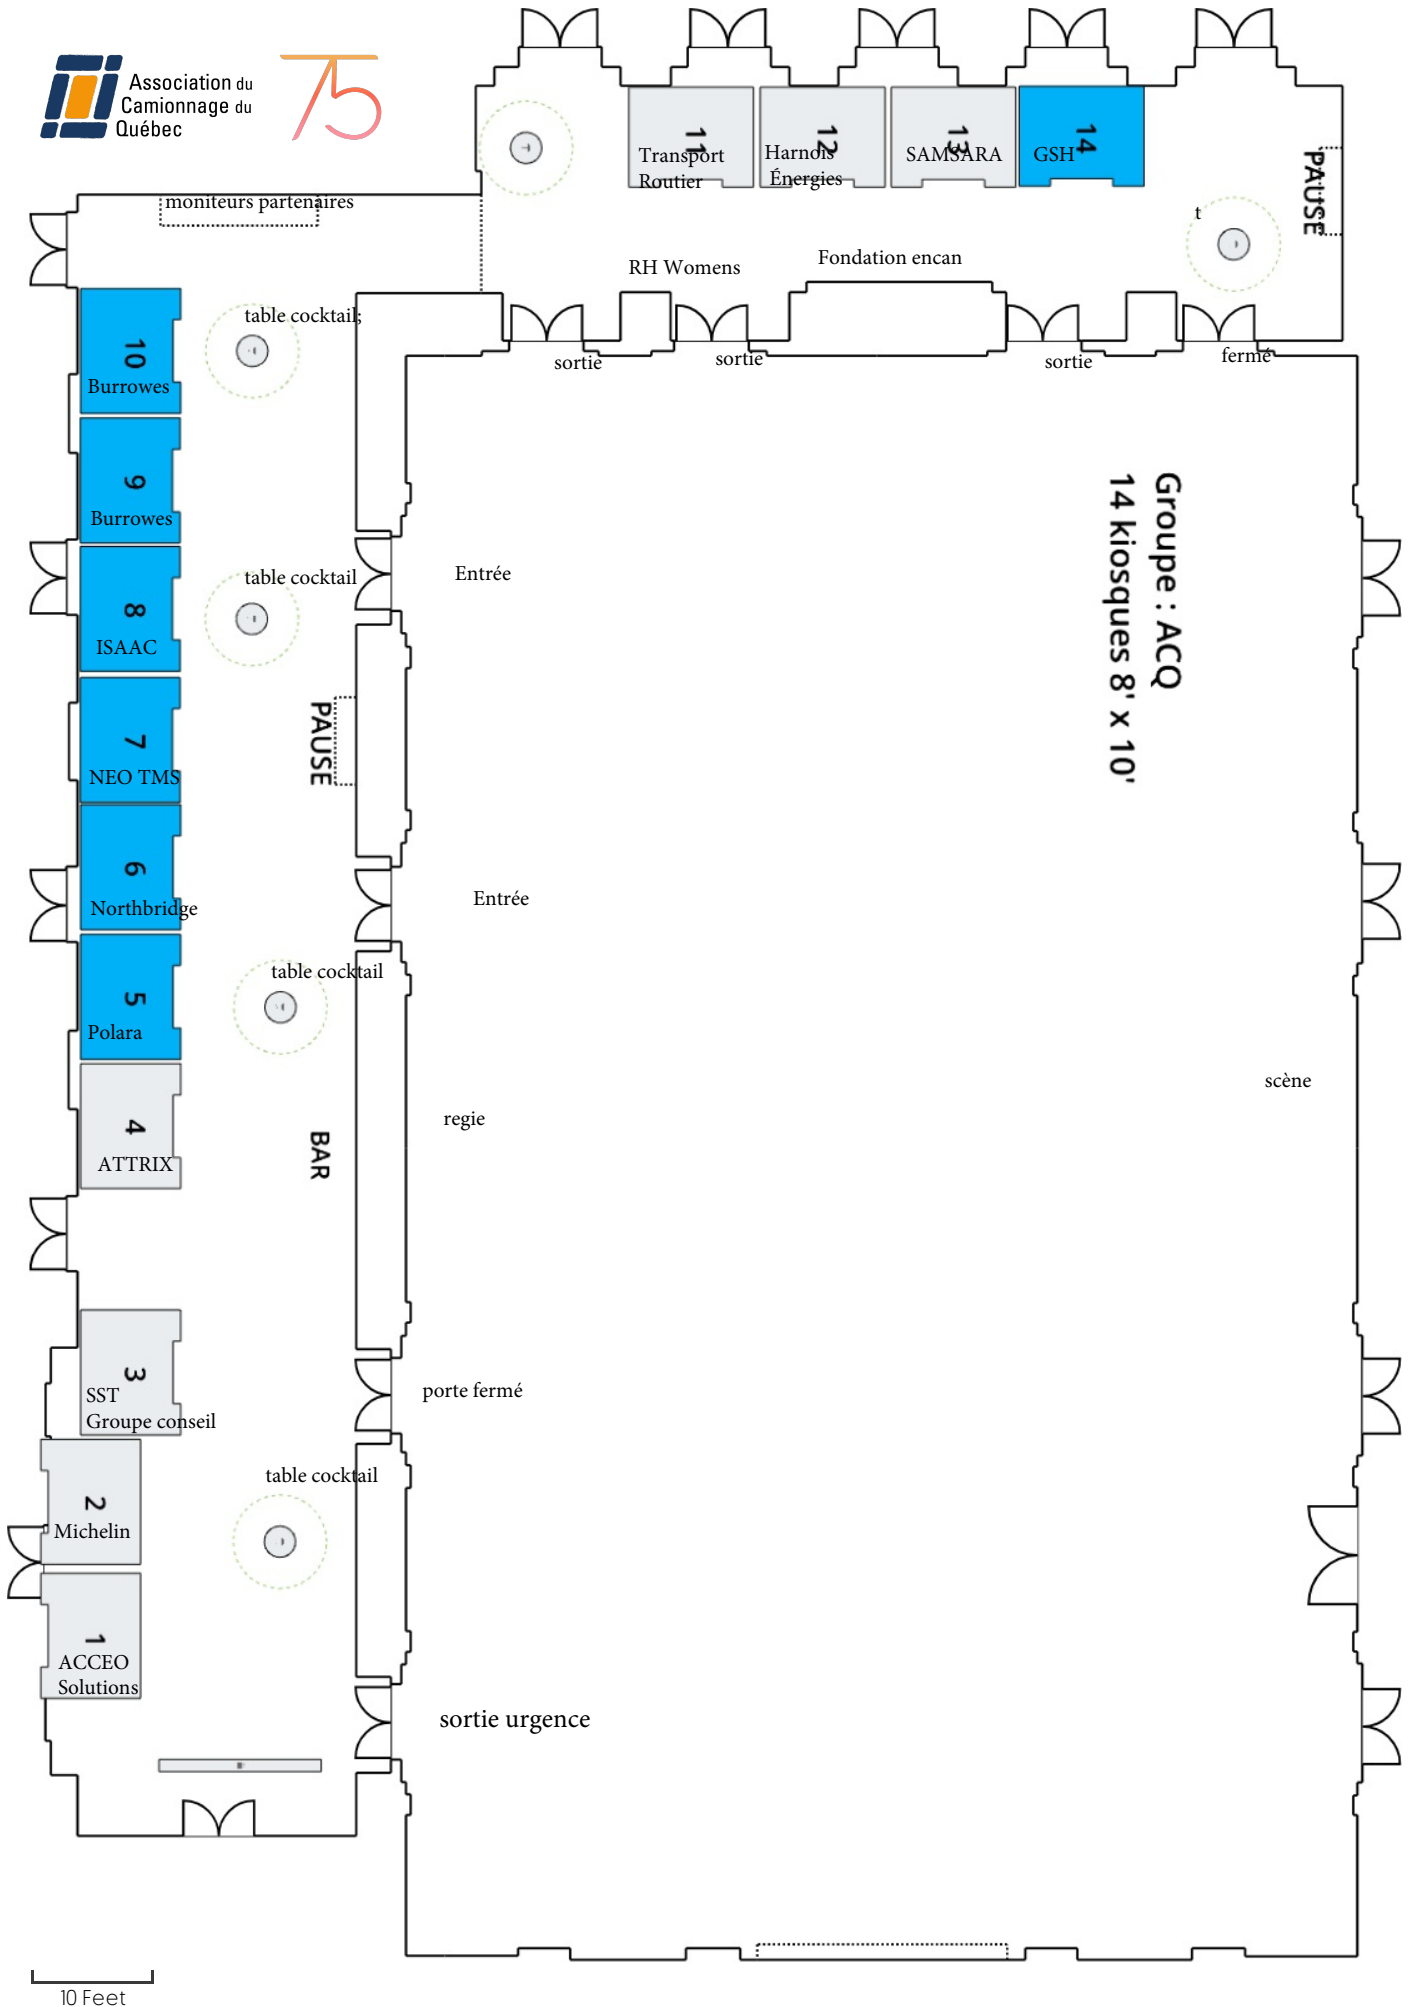 Association du
Camionnage du
Québec
75
11
Transport
Routier
12
Harnois
Énergies
13
SAMSARA
14
GSH
PAUSE
t
moniteurs partenaires
RH Womens
Fondation encan
sortie
sortie
sortie
fermé
table cocktail;
10
Burrowes
9
Burrowes
8
ISAAC
table cocktail
Entrée
Groupe : ACQ
14 kiosques 8' x 10'
7
NEO TMS
PAUSE
6
Northbridge
Entrée
5
Polara
table cocktail
4
ATTRIX
BAR
regie
scène
3
SST
Groupe conseil
porte fermé
2
Michelin
table cocktail
1
ACCEO
Solutions
sortie urgence
10 Feet